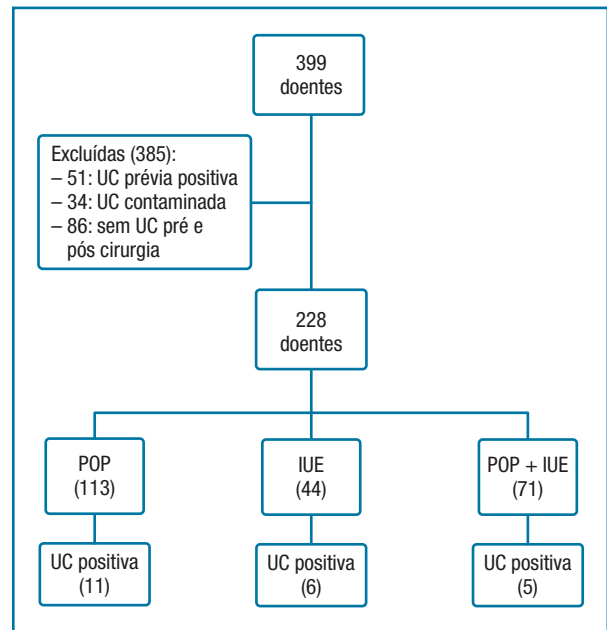 399
doentes
Excluídas (385):
– 51: UC prévia positiva
– 34: UC contaminada
– 86: sem UC pré e
pós cirurgia
228
doentes
POP
(113)
IUE
(44)
POP + IUE
(71)
UC positiva
(11)
UC positiva
(6)
UC positiva
(5)